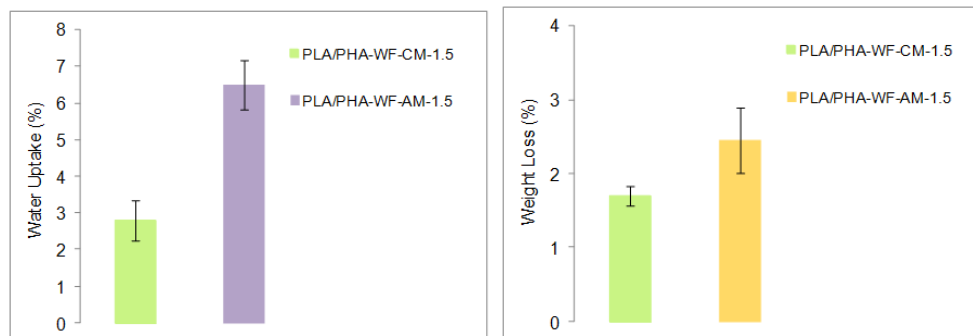 8
7
6
5
4
3
2
1
0
Water Uptake (%)
PLA/PHA-WF-CM-1.5
PLA/PHA-WF-AM-1.5
4
3
2
1
0
Weight Loss (%)
PLA/PHA-WF-CM-1.5
PLA/PHA-WF-AM-1.5